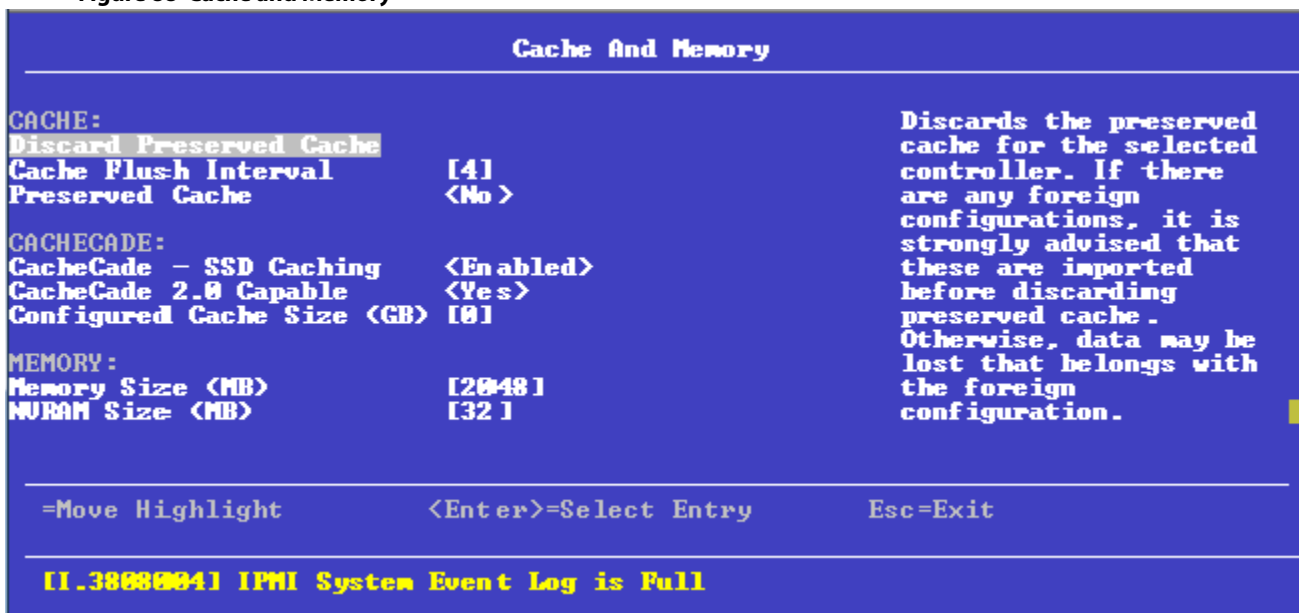 Cache And Memory
CACHE:
Discard Preserved Cache
Cache Flush Interval [4]
Preserved Cache <No>
CACHECADE:
CacheCade - SSD Caching <Enabled>
CacheCade 2.0 Capable <Yes>
Configured Cache Size (GB) [0]
MEMORY:
Memory Size (MB) [2048]
NVRAM Size (MB) [32]
Discards the preserved
cache for the selected
controller. If there
are any foreign
configurations, it is
strongly advised that
these are imported
before discarding
preserved cache.
Otherwise, data may be
lost that belongs with
the foreign
configuration.
=Move Highlight <Enter>=Select Entry Esc=Exit
[I.3808004] IPMI System Event Log is Full